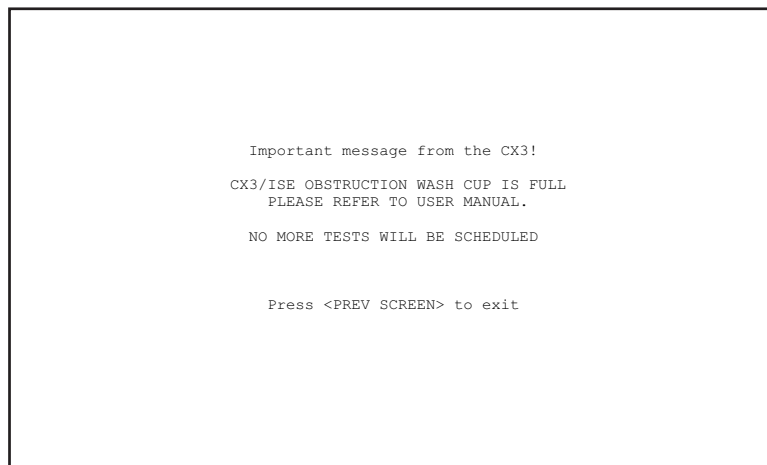 Important message from the CX3!
CX3/ISE OBSTRUCTION WASH CUP IS FULL
PLEASE REFER TO USER MANUAL.
NO MORE TESTS WILL BE SCHEDULED
Press <PREV SCREEN> to exit